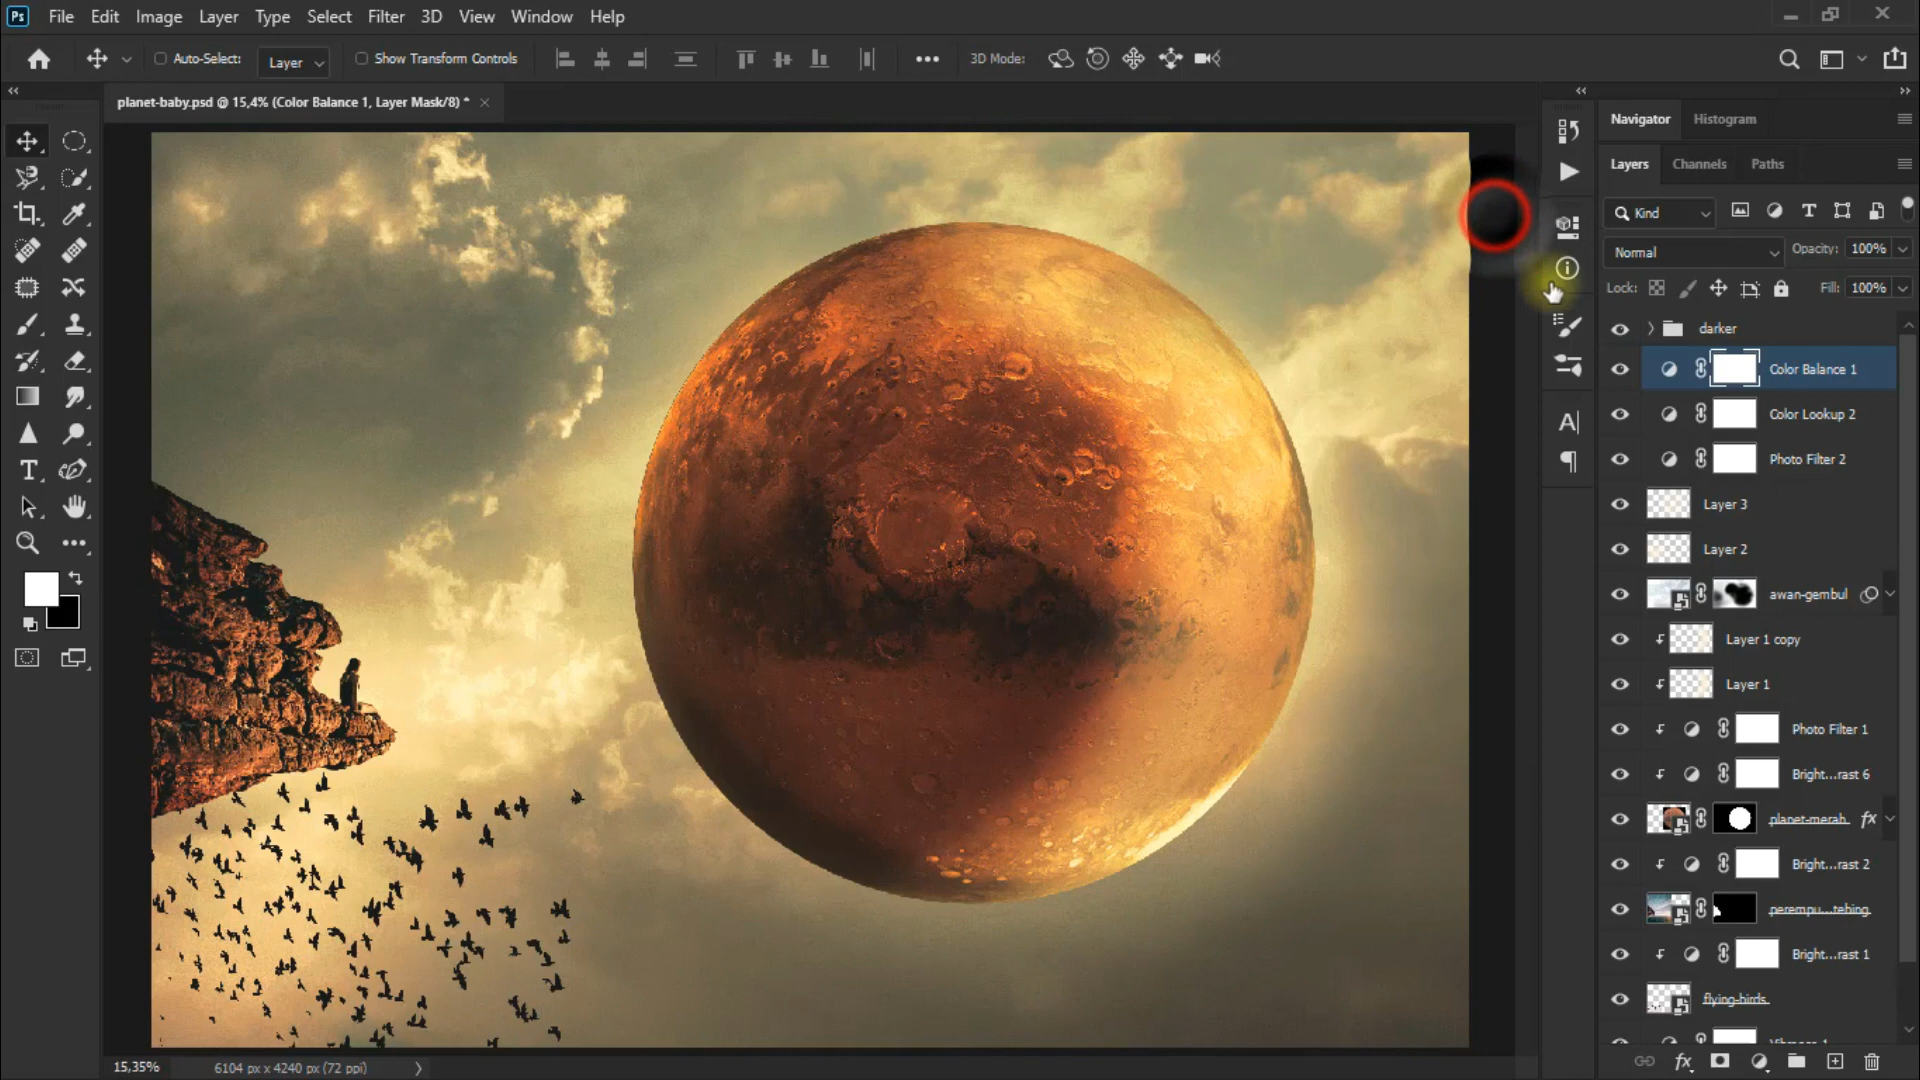 Ps File Edit Image Layer Type Select Filter 3D View Window Help
Auto-Select: Layer Show Transform Controls 3D Mode:
planet-baby.psd @ 15,4% (Color Balance 1, Layer Mask/8) *
Navigator Histogram
Layers Channels Paths
Kind
Normal Opacity: 100%
Lock: Fill: 100%
darker
Color Balance 1
Color Lookup 2
Photo Filter 2
Layer 3
Layer 2
awan-gembul
Layer 1 copy
Layer 1
Photo Filter 1
Bright...rast 6
planet-merah fx
Bright...rast 2
perempu...tebing
Bright...rast 1
flying-birds
15,35% 6104 px x 4240 px (72 ppi)
fx